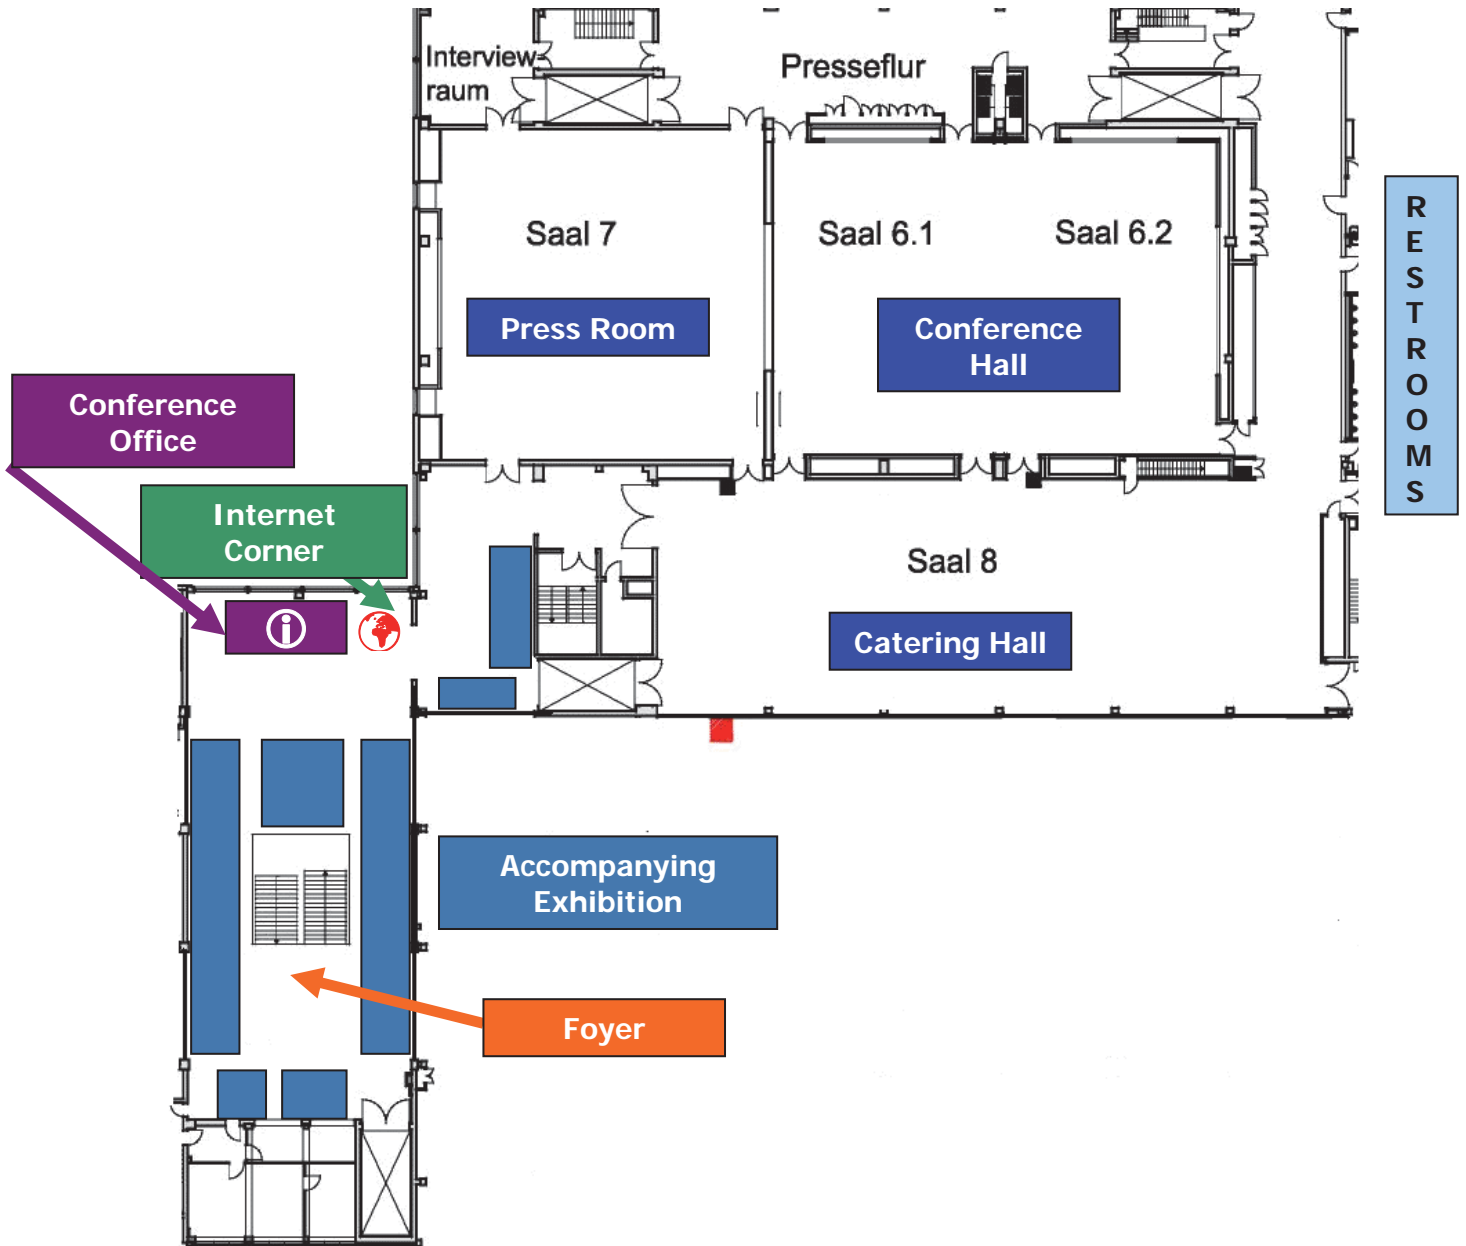 Interview-
raum
Presseflur
Saal 7
Saal 6.1
Saal 6.2
Press Room
Conference
Hall
RESTROOMS
Conference
Office
Internet
Corner
i
Saal 8
Catering Hall
Accompanying
Exhibition
Foyer